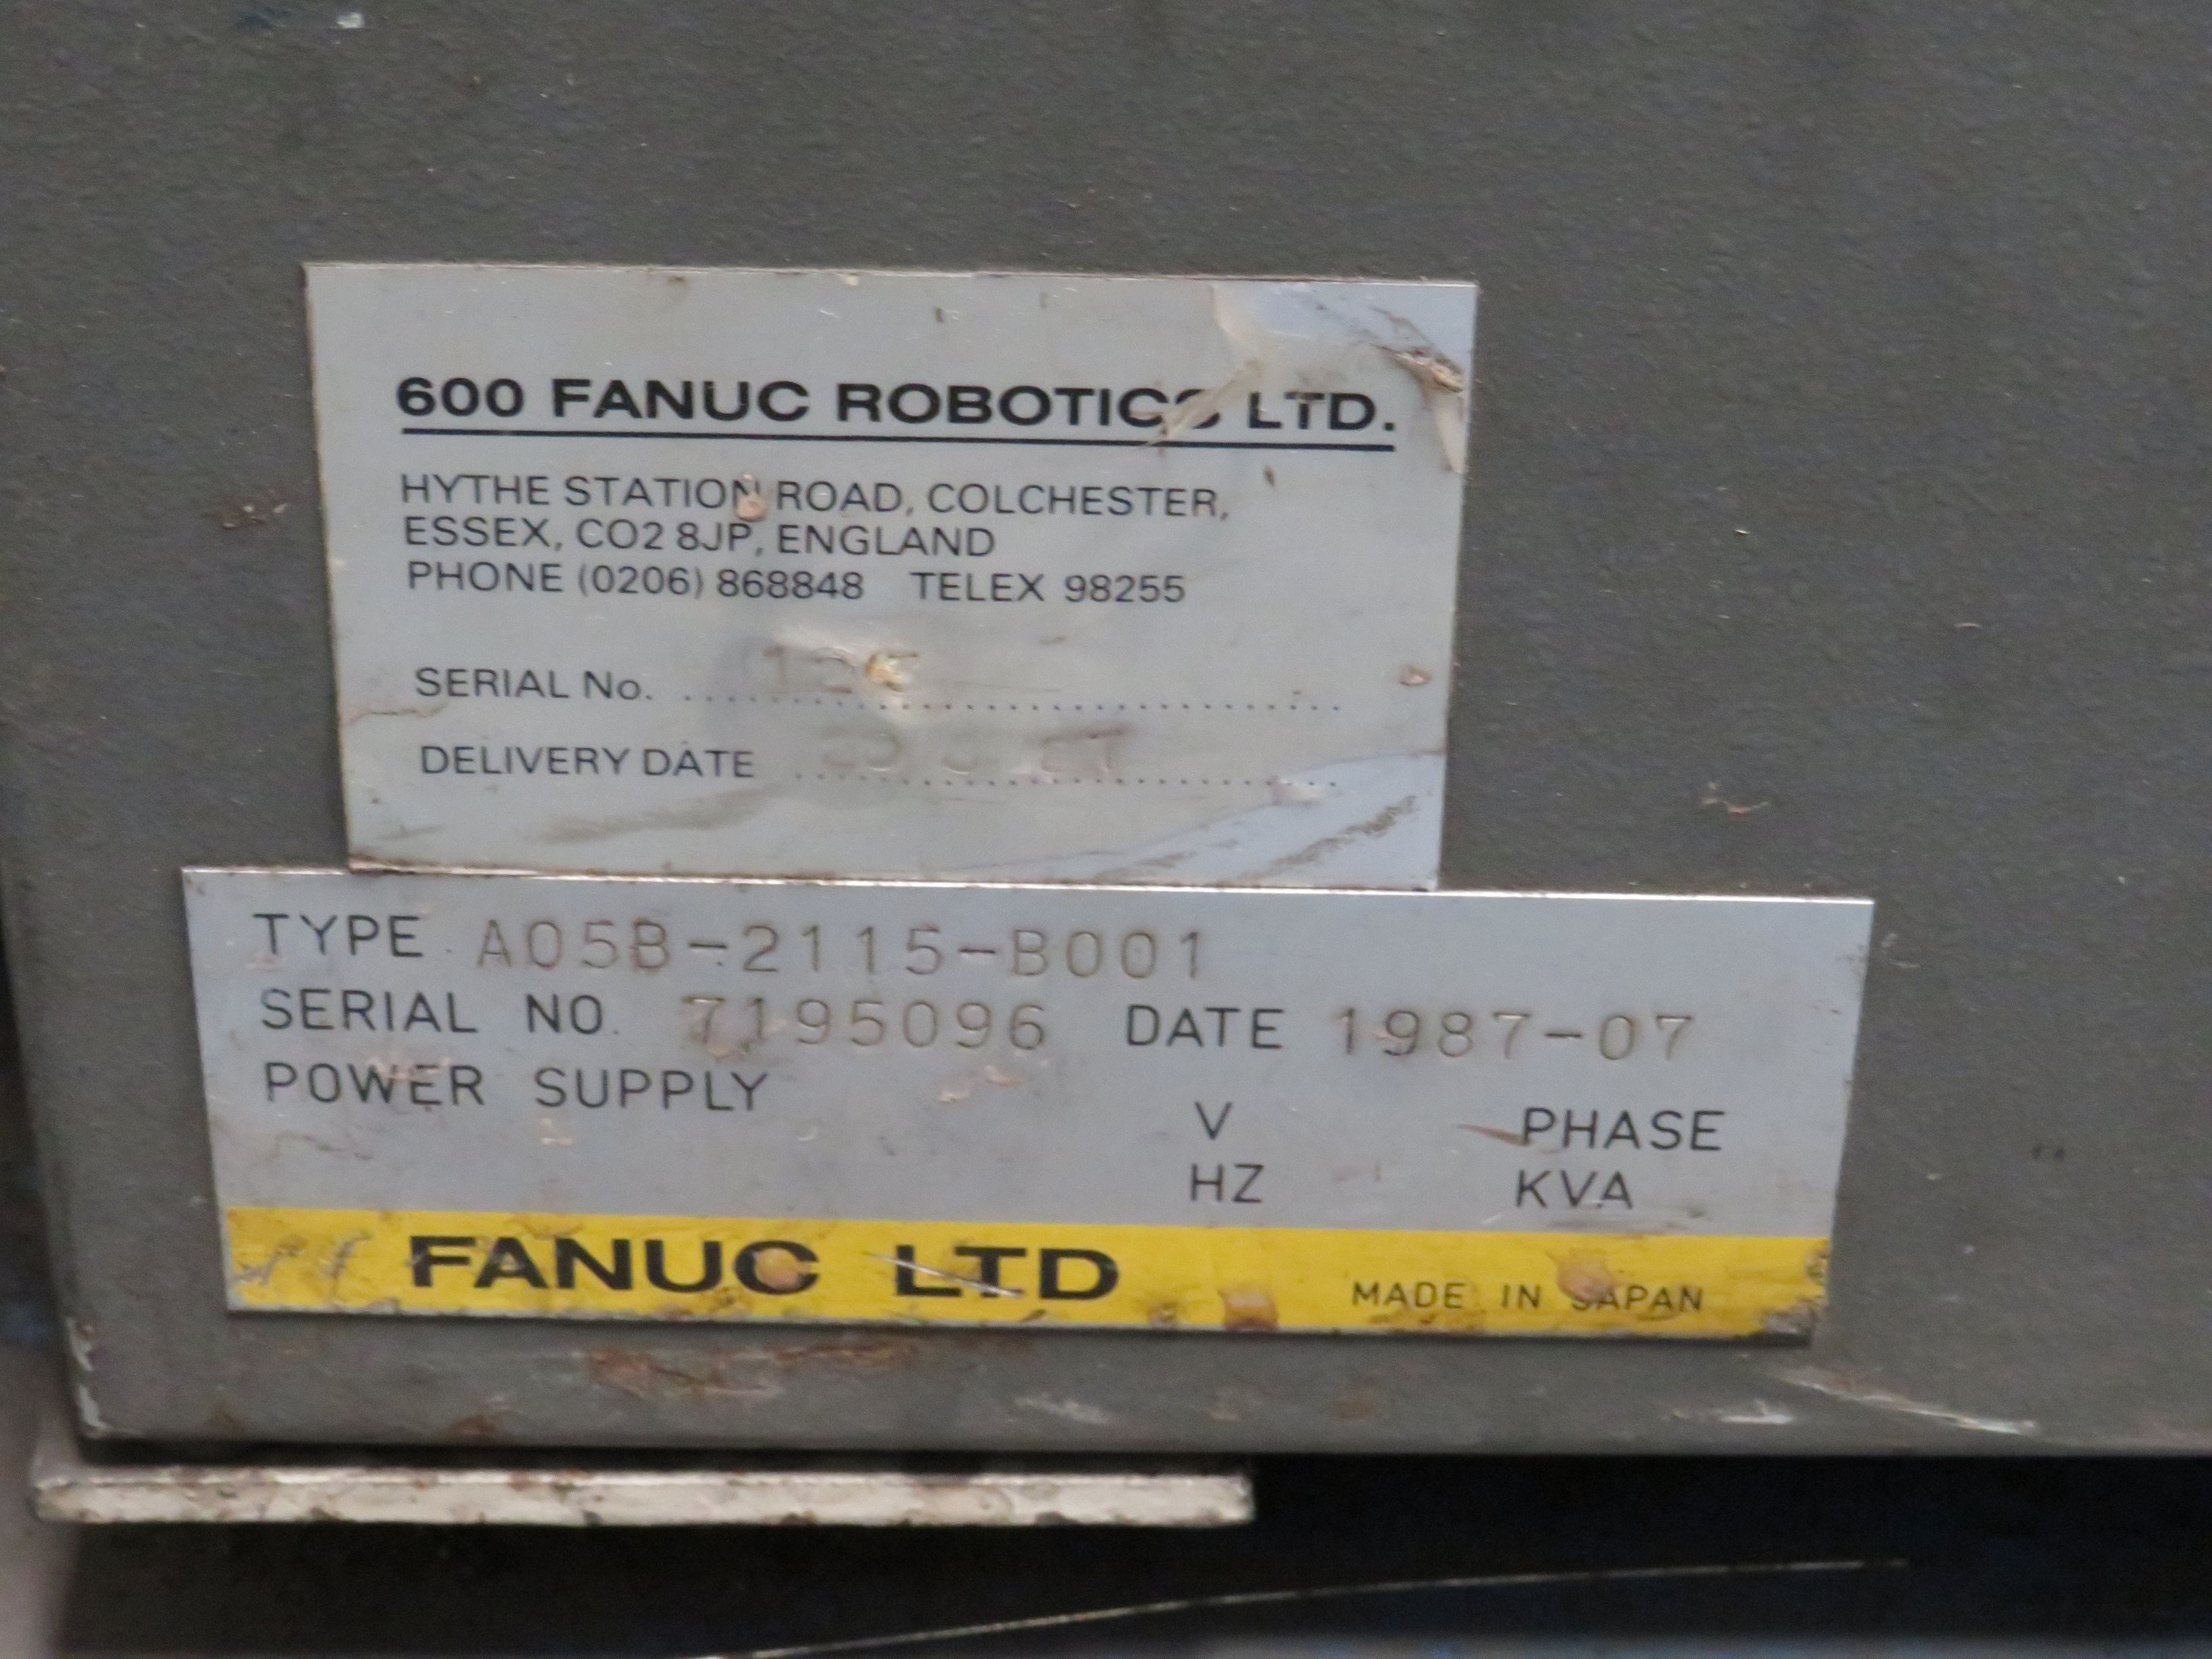 600 FANUC ROBOTICS LTD.
HYTHE STATION ROAD, COLCHESTER,
ESSEX, CO2 8JP, ENGLAND
PHONE (0206) 868848 TELEX 98255
SERIAL No.
DELIVERY DATE
TYPE A05B-2115-B001
SERIAL NO. 7195096 DATE 1987-07
POWER SUPPLY
V PHASE
HZ KVA
FANUC LTD MADE IN JAPAN